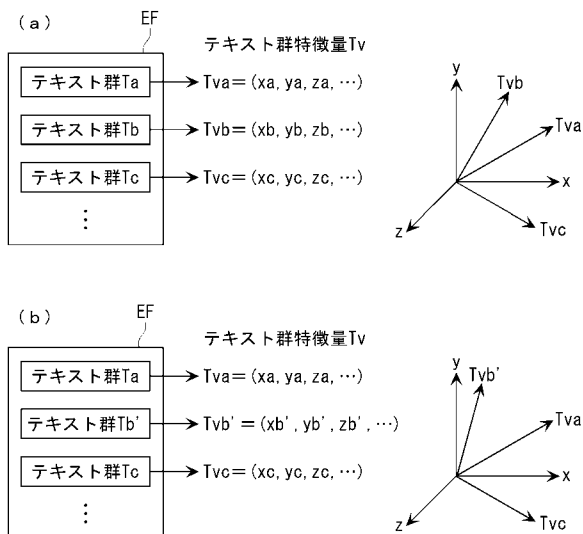 (a)
EF
テキスト群特徴量Tv
テキスト群Ta
Tva=(xa, ya, za, …)
テキスト群Tb
Tvb=(xb, yb, zb, …)
テキスト群Tc
Tvc=(xc, yc, zc, …)
⋮
y
Tvb
Tva
x
Tvc
z
(b)
EF
テキスト群特徴量Tv
テキスト群Ta
Tva=(xa, ya, za, …)
テキスト群Tb'
Tvb'=(xb', yb', zb', …)
テキスト群Tc
Tvc=(xc, yc, zc, …)
⋮
y
Tvb'
Tva
x
Tvc
z